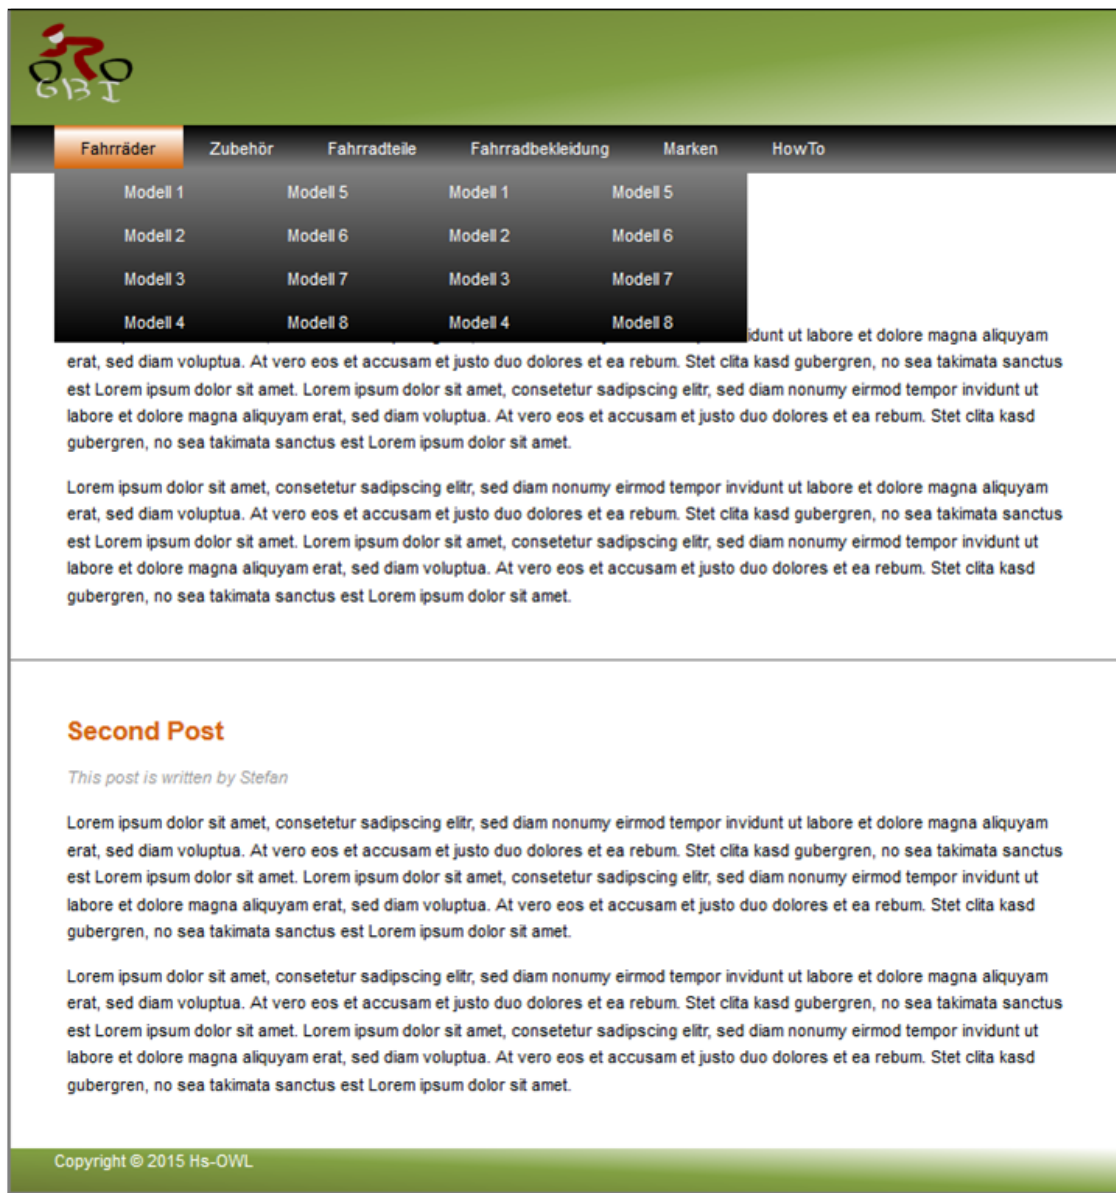 GBI
Fahrräder Zubehör Fahrradteile Fahrradbekleidung Marken HowTo
Modell 1 Modell 5 Modell 1 Modell 5
Modell 2 Modell 6 Modell 2 Modell 6
Modell 3 Modell 7 Modell 3 Modell 7
Modell 4 Modell 8 Modell 4 Modell 8
idunt ut labore et dolore magna aliquyam
erat, sed diam voluptua. At vero eos et accusam et justo duo dolores et ea rebum. Stet clita kasd gubergren, no sea takimata sanctus
est Lorem ipsum dolor sit amet. Lorem ipsum dolor sit amet, consetetur sadipscing elitr, sed diam nonumy eirmod tempor invidunt ut
labore et dolore magna aliquyam erat, sed diam voluptua. At vero eos et accusam et justo duo dolores et ea rebum. Stet clita kasd
gubergren, no sea takimata sanctus est Lorem ipsum dolor sit amet.
Lorem ipsum dolor sit amet, consetetur sadipscing elitr, sed diam nonumy eirmod tempor invidunt ut labore et dolore magna aliquyam
erat, sed diam voluptua. At vero eos et accusam et justo duo dolores et ea rebum. Stet clita kasd gubergren, no sea takimata sanctus
est Lorem ipsum dolor sit amet. Lorem ipsum dolor sit amet, consetetur sadipscing elitr, sed diam nonumy eirmod tempor invidunt ut
labore et dolore magna aliquyam erat, sed diam voluptua. At vero eos et accusam et justo duo dolores et ea rebum. Stet clita kasd
gubergren, no sea takimata sanctus est Lorem ipsum dolor sit amet.
Second Post
This post is written by Stefan
Lorem ipsum dolor sit amet, consetetur sadipscing elitr, sed diam nonumy eirmod tempor invidunt ut labore et dolore magna aliquyam
erat, sed diam voluptua. At vero eos et accusam et justo duo dolores et ea rebum. Stet clita kasd gubergren, no sea takimata sanctus
est Lorem ipsum dolor sit amet. Lorem ipsum dolor sit amet, consetetur sadipscing elitr, sed diam nonumy eirmod tempor invidunt ut
labore et dolore magna aliquyam erat, sed diam voluptua. At vero eos et accusam et justo duo dolores et ea rebum. Stet clita kasd
gubergren, no sea takimata sanctus est Lorem ipsum dolor sit amet.
Lorem ipsum dolor sit amet, consetetur sadipscing elitr, sed diam nonumy eirmod tempor invidunt ut labore et dolore magna aliquyam
erat, sed diam voluptua. At vero eos et accusam et justo duo dolores et ea rebum. Stet clita kasd gubergren, no sea takimata sanctus
est Lorem ipsum dolor sit amet. Lorem ipsum dolor sit amet, consetetur sadipscing elitr, sed diam nonumy eirmod tempor invidunt ut
labore et dolore magna aliquyam erat, sed diam voluptua. At vero eos et accusam et justo duo dolores et ea rebum. Stet clita kasd
gubergren, no sea takimata sanctus est Lorem ipsum dolor sit amet.
Copyright © 2015 Hs-OWL